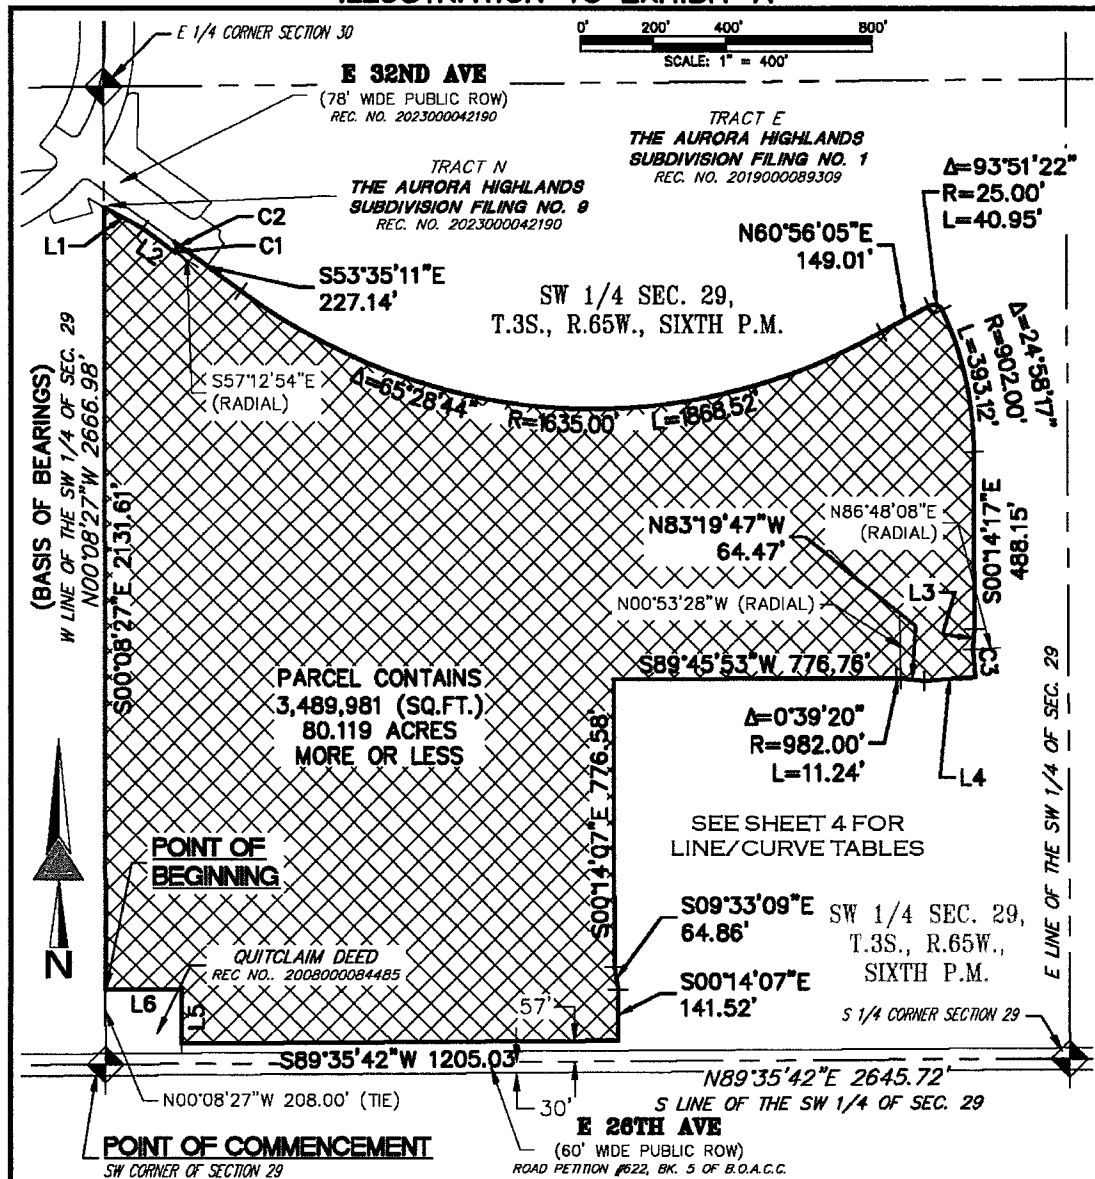 ILLUSTRATION TO EXHIBIT A
E 1/4 CORNER SECTION 30
0' 200' 400' 800'
SCALE: 1" = 400'
E 32ND AVE
(78' WIDE PUBLIC ROW)
REC. NO. 2023000042190
TRACT E
THE AURORA HIGHLANDS
SUBDIVISION FILING NO. 1
REC. NO. 2019000089309
TRACT N
THE AURORA HIGHLANDS
SUBDIVISION FILING NO. 9
REC. NO. 2023000042190
Δ=93°51'22"
R=25.00'
L=40.95'
L1
L2
C2
C1
N60°56'05"E
149.01'
S53°35'11"E
227.14'
SW 1/4 SEC. 29,
T.3S., R.65W., SIXTH P.M.
Δ=24°58'17"
R=902.00'
L=393.12'
S57°12'54"E
(RADIAL)
Δ=65°28'44"
R=1635.00'
L=1868.52'
(BASIS OF BEARINGS)
W LINE OF THE SW 1/4 OF SEC. 29
N00°08'27"W 2666.98'
S00°08'27"E 2131.61'
N83°19'47"W
64.47'
N86°48'08"E
(RADIAL)
S00°14'17"E
488.15'
L3
N00°53'28"W (RADIAL)
C3
S89°45'53"W 776.76'
PARCEL CONTAINS
3,489,981 (SQ.FT.)
80.119 ACRES
MORE OR LESS
Δ=0°39'20"
R=982.00'
L=11.24'
L4
E LINE OF THE SW 1/4 OF SEC. 29
S00°14'07"E 776.58'
SEE SHEET 4 FOR
LINE/CURVE TABLES
POINT OF
BEGINNING
S09°33'09"E
64.86'
SW 1/4 SEC. 29,
T.3S., R.65W.,
SIXTH P.M.
N
QUITCLAIM DEED
REC NO.. 2008000084485
S00°14'07"E
141.52'
L6
L5
57'
S 1/4 CORNER SECTION 29
S89°35'42"W 1205.03'
N89°35'42"E 2645.72'
S LINE OF THE SW 1/4 OF SEC. 29
N00°08'27"W 208.00' (TIE)
30'
E 26TH AVE
(60' WIDE PUBLIC ROW)
ROAD PETITION #622, BK. 5 OF B.O.A.C.C.
POINT OF COMMENCEMENT
SW CORNER OF SECTION 29